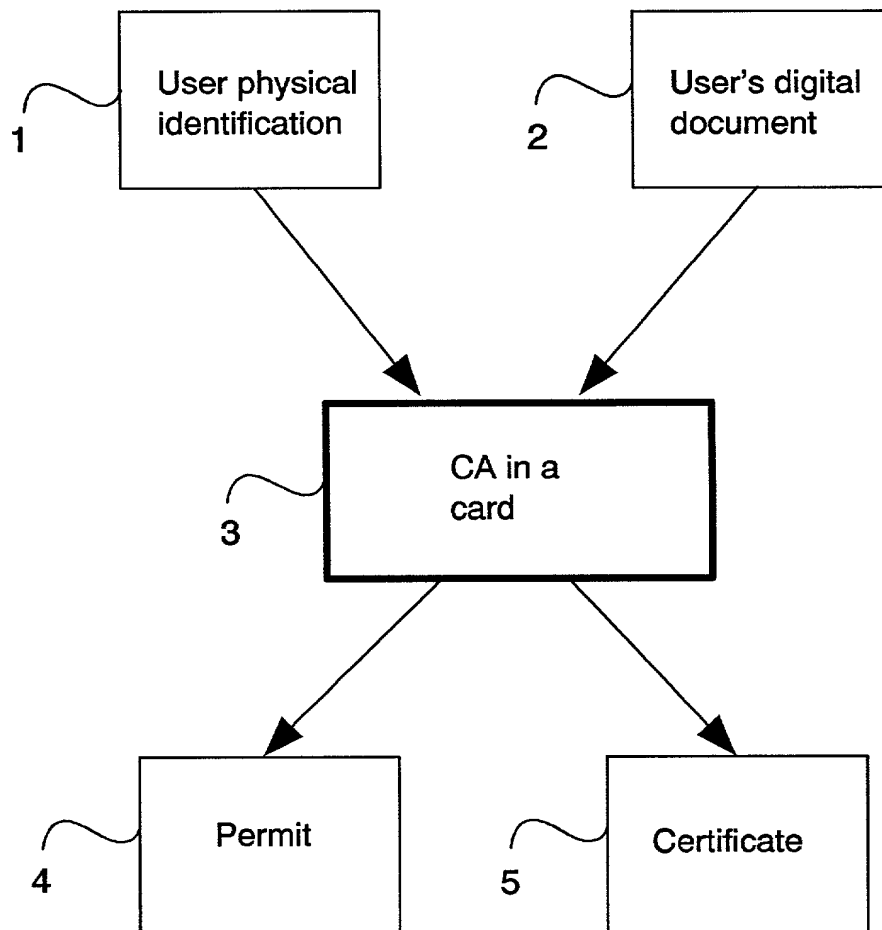 User physical
identification
1
User's digital
document
2
CA in a
card
3
Permit
4
Certificate
5